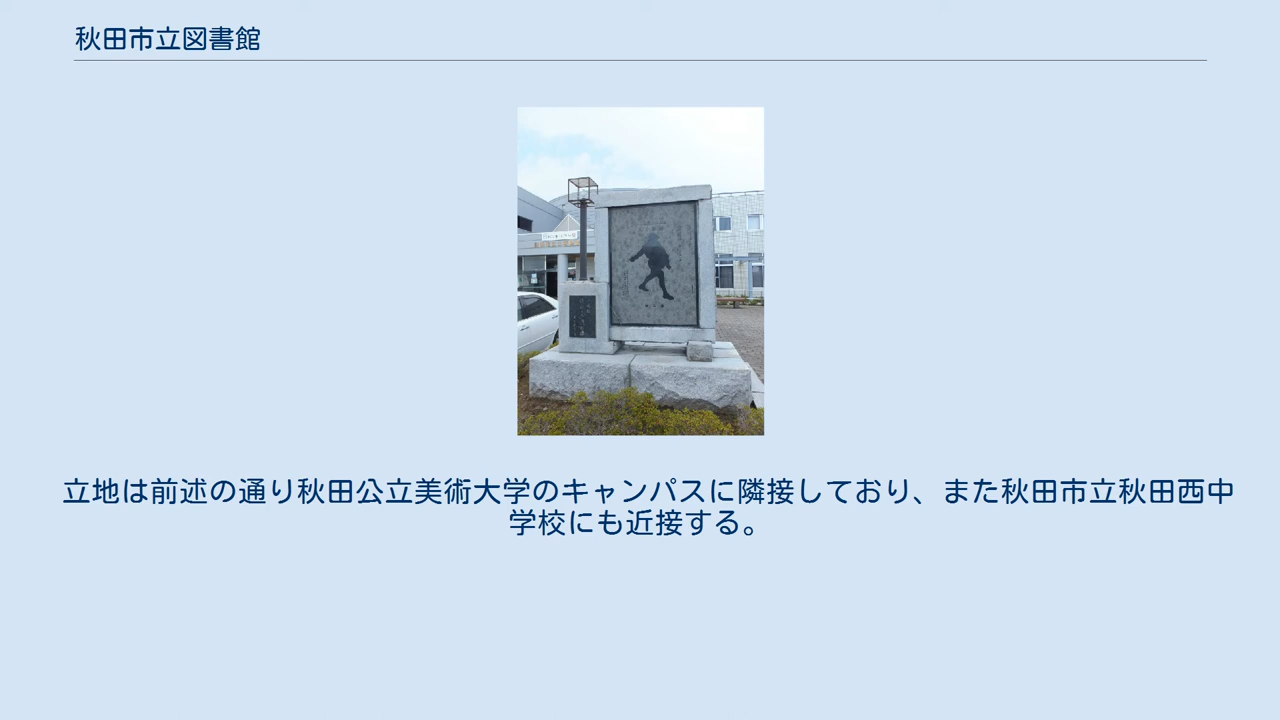 秋田市立図書館
立地は前述の通り秋田公立美術大学のキャンパスに隣接しており、また秋田市立秋田西中
学校にも近接する。